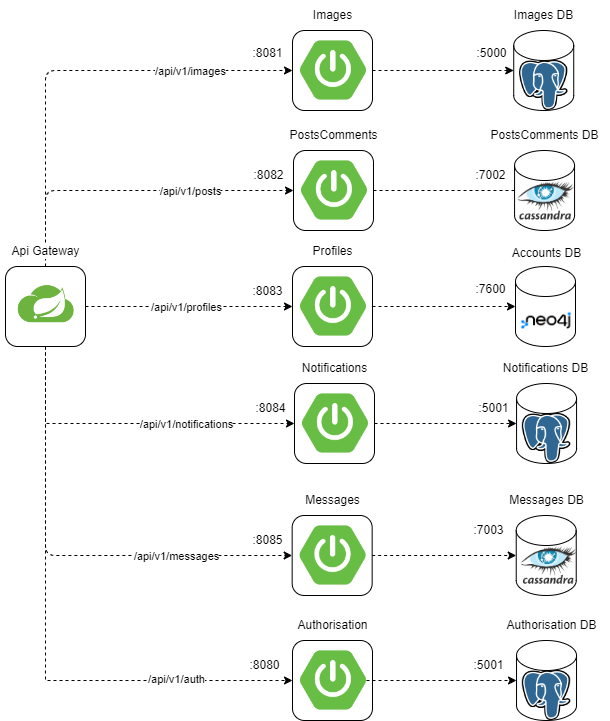 Images
Images DB
:8081
:5000
/api/v1/images
PostsComments
PostsComments DB
:8082
:7002
/api/v1/posts
cassandra
Api Gateway
Profiles
Accounts DB
:8083
:7600
/api/v1/profiles
neo4j
Notifications
Notifications DB
:8084
:5001
/api/v1/notifications
Messages
Messages DB
:8085
:7003
/api/v1/messages
cassandra
Authorisation
Authorisation DB
:8080
:5001
/api/v1/auth